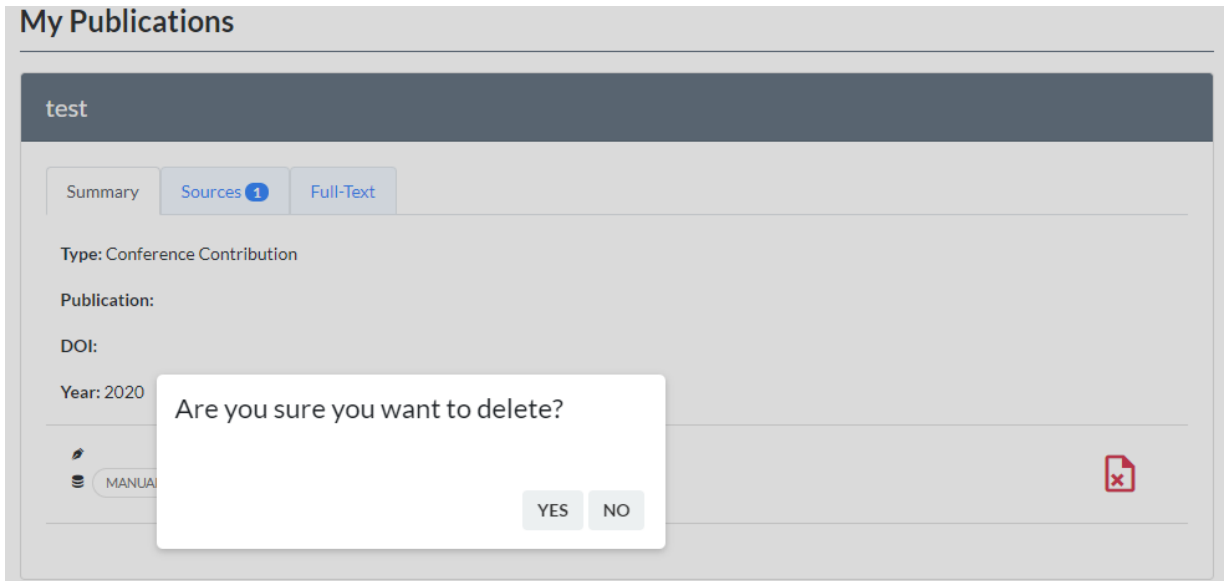 My Publications
test
Summary Sources 1 Full-Text
Type: Conference Contribution
Publication:
DOI:
Year: 2020
Are you sure you want to delete?
YES NO